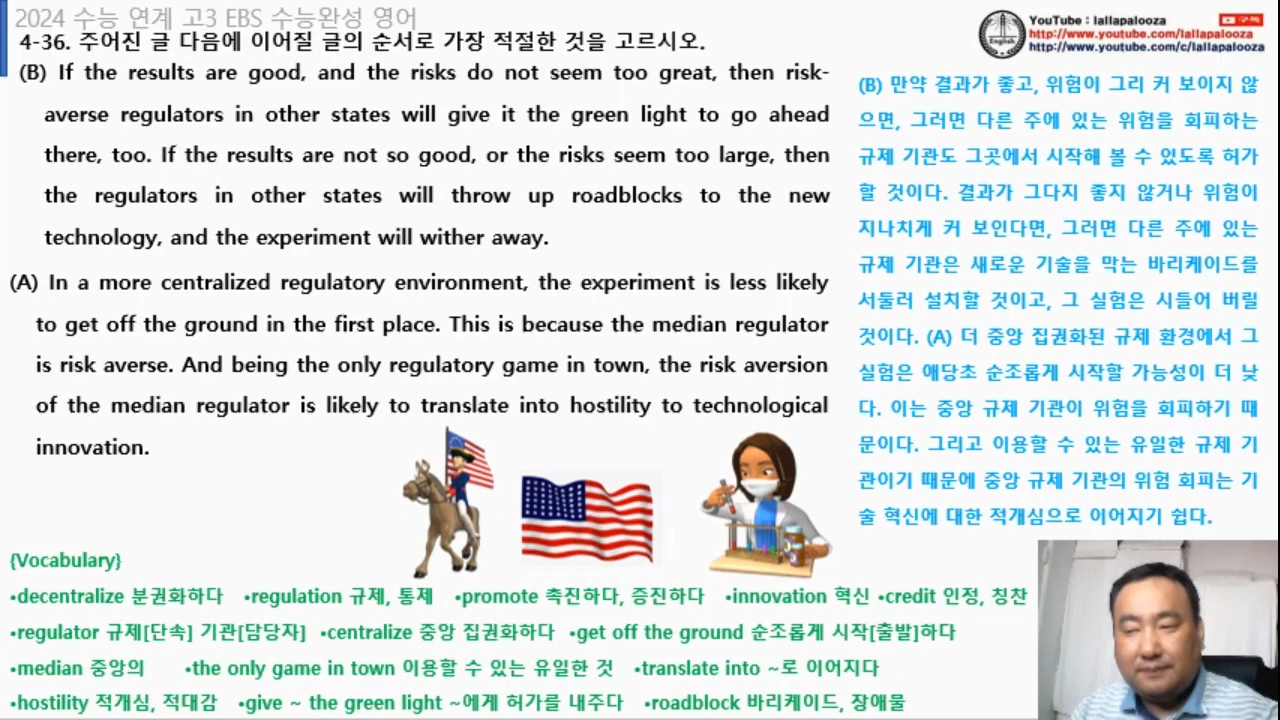 2024 수능 연계 고3 EBS 수능완성 영어
4-36. 주어진 글 다음에 이어질 글의 순서로 가장 적절한 것을 고르시오.
YouTube : lallapalooza
구독
http://www.youtube.com/lallapalooza
http://www.youtube.com/c/lallapalooza
English
(B) If the results are good, and the risks do not seem too great, then risk-
averse regulators in other states will give it the green light to go ahead
there, too. If the results are not so good, or the risks seem too large, then
the regulators in other states will throw up roadblocks to the new
technology, and the experiment will wither away.
(A) In a more centralized regulatory environment, the experiment is less likely
to get off the ground in the first place. This is because the median regulator
is risk averse. And being the only regulatory game in town, the risk aversion
of the median regulator is likely to translate into hostility to technological
innovation.
(B) 만약 결과가 좋고, 위험이 그리 커 보이지 않
으면, 그러면 다른 주에 있는 위험을 회피하는
규제 기관도 그곳에서 시작해 볼 수 있도록 허가
할 것이다. 결과가 그다지 좋지 않거나 위험이
지나치게 커 보인다면, 그러면 다른 주에 있는
규제 기관은 새로운 기술을 막는 바리케이드를
서둘러 설치할 것이고, 그 실험은 시들어 버릴
것이다. (A) 더 중앙 집권화된 규제 환경에서 그
실험은 애당초 순조롭게 시작할 가능성이 더 낮
다. 이는 중앙 규제 기관이 위험을 회피하기 때
문이다. 그리고 이용할 수 있는 유일한 규제 기
관이기 때문에 중앙 규제 기관의 위험 회피는 기
술 혁신에 대한 적개심으로 이어지기 쉽다.
{Vocabulary}
•decentralize 분권화하다 •regulation 규제, 통제 •promote 촉진하다, 증진하다 •innovation 혁신 •credit 인정, 칭찬
•regulator 규제[단속] 기관[담당자] •centralize 중앙 집권화하다 •get off the ground 순조롭게 시작[출발]하다
•median 중앙의 •the only game in town 이용할 수 있는 유일한 것 •translate into ~로 이어지다
•hostility 적개심, 적대감 •give ~ the green light ~에게 허가를 내주다 •roadblock 바리케이드, 장애물